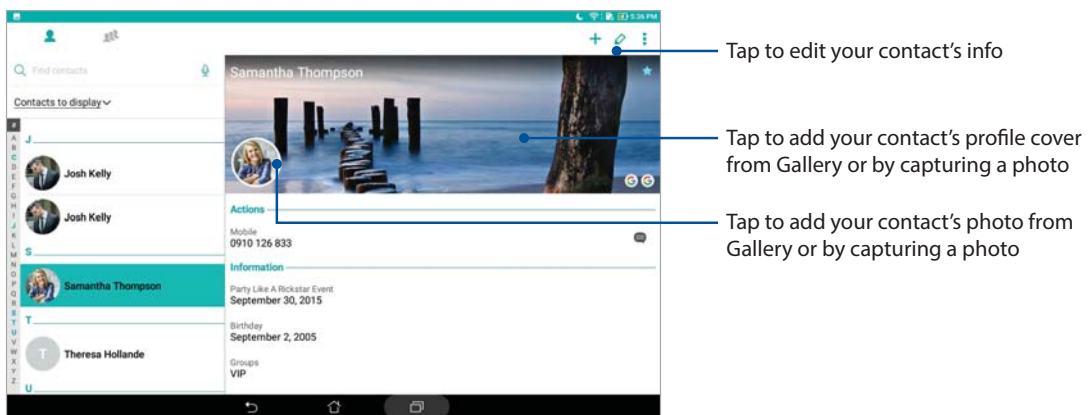 5:36 PM
Find contacts
Contacts to display
#
A
B
C
D
E
F
G
H
I
J
K
L
M
N
O
P
Q
R
S
T
U
V
W
X
Y
Z
J
Josh Kelly
Josh Kelly
S
Samantha Thompson
T
T
Theresa Hollande
U
Samantha Thompson
Actions
Mobile
0910 126 833
Information
Party Like A Rickstar Event
September 30, 2015
Birthday
September 2, 2005
Groups
VIP
Tap to edit your contact’s info
Tap to add your contact’s profile cover
from Gallery or by capturing a photo
Tap to add your contact’s photo from
Gallery or by capturing a photo